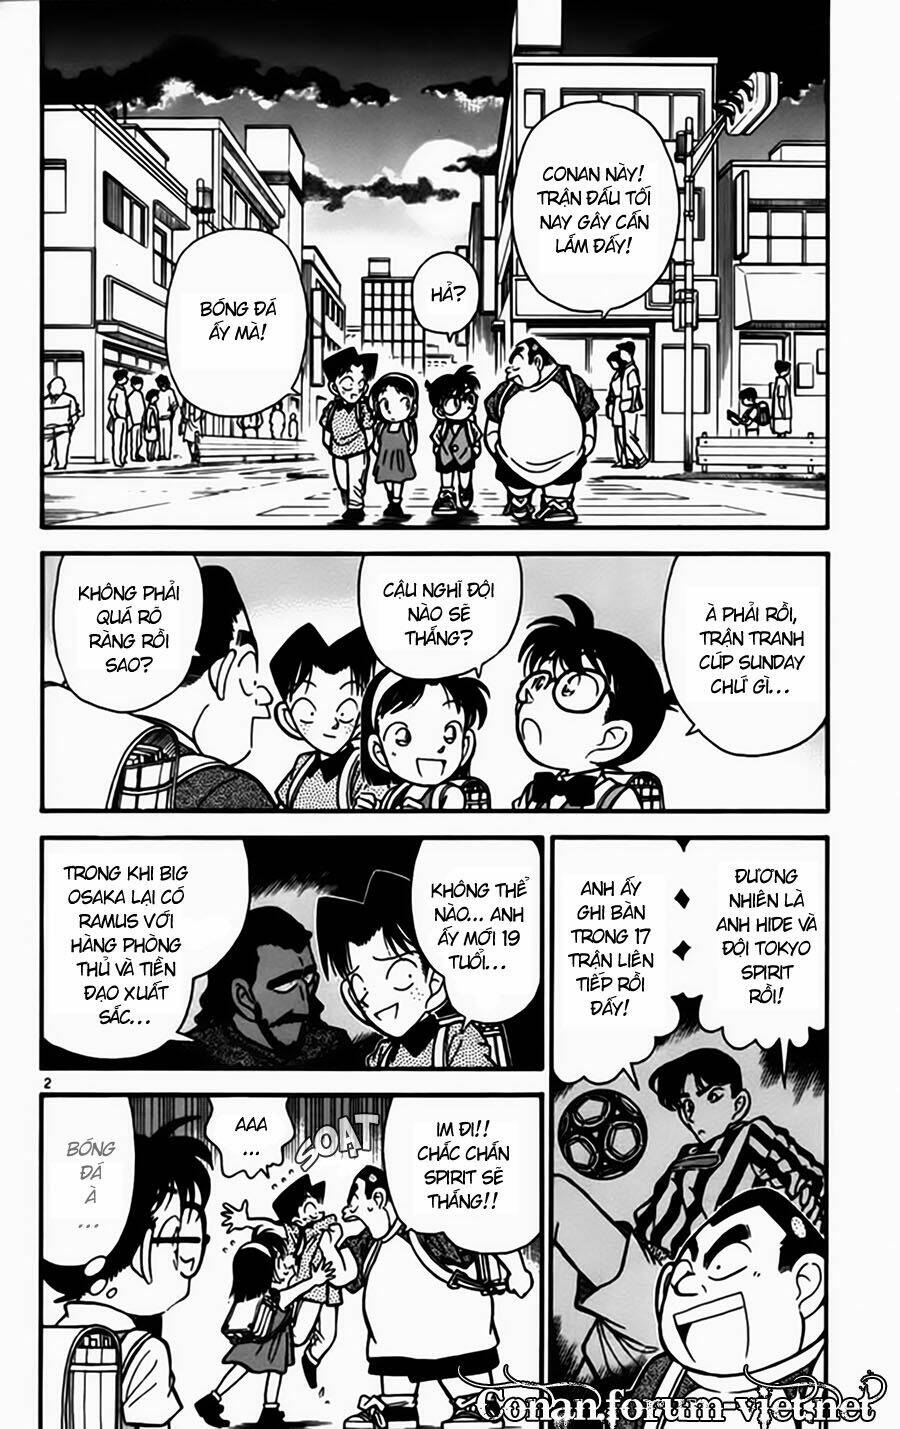 CONAN NÀY!
TRẬN ĐẤU TỐI
NAY GÂY CẤN
LẮM ĐẤY!
HẢ?
BÓNG ĐÁ
ẤY MÀ!
À PHẢI RỒI,
TRẬN TRANH
CÚP SUNDAY
CHỨ GÌ...
CẬU NGHĨ ĐỘI
NÀO SẼ
THẮNG?
KHÔNG PHẢI
QUÁ RÕ
RÀNG RỒI
SAO?
ĐƯƠNG
NHIÊN LÀ
ANH HIDE VÀ
ĐỘI TOKYO
SPIRIT
RỒI!
ANH ẤY
GHI BÀN
TRONG 17
TRẬN LIÊN
TIẾP RỒI
ĐẤY!
KHÔNG THỂ
NÀO... ANH
ẤY MỚI 19
TUỔI...
TRONG KHI BIG
OSAKA LẠI CÓ
RAMUS VỚI
HÀNG PHÒNG
THỦ VÀ TIỀN
ĐẠO XUẤT
SẮC...
2
IM ĐI!!
CHẮC CHẮN
SPIRIT SẼ
THẮNG!!
SOẠT
AAA
...
BÓNG
ĐÁ
À
...
Conan.forum-viet.net